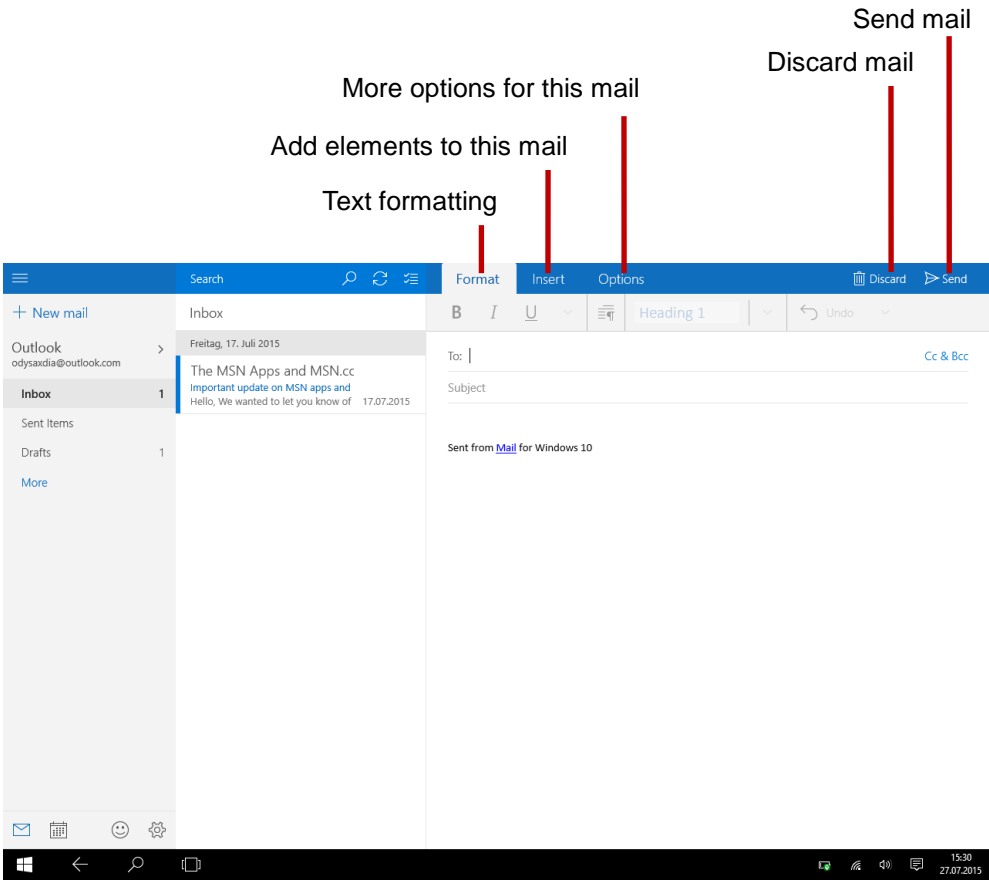 Send mail
Discard mail
More options for this mail
Add elements to this mail
Text formatting
Search
Format Insert Options
Discard Send
+ New mail
Inbox
B I U Heading 1 Undo
Outlook
odysaxdia@outlook.com
Freitag, 17. Juli 2015
To:
Cc & Bcc
The MSN Apps and MSN.cc
Important update on MSN apps and
Hello, We wanted to let you know of 17.07.2015
Subject
Inbox 1
Sent Items
Drafts 1
More
Sent from Mail for Windows 10
15:30
27.07.2015